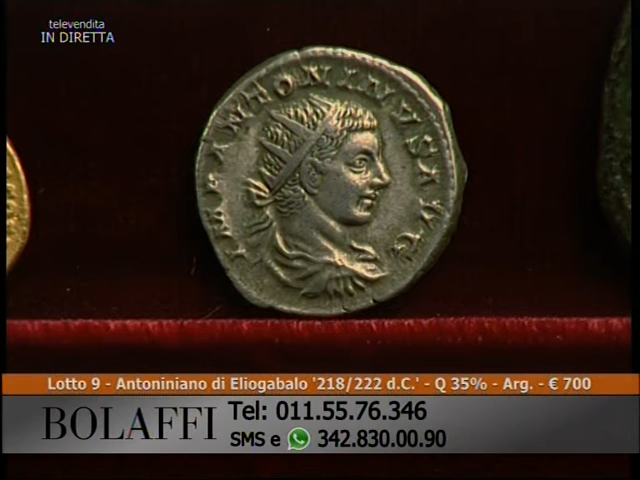 televendita
IN DIRETTA
IMP ANTONINVS AVG
Lotto 9 - Antoniniano di Eliogabalo '218/222 d.C.' - Q 35% - Arg. - € 700
BOLAFFI
Tel: 011.55.76.346
SMS e 342.830.00.90